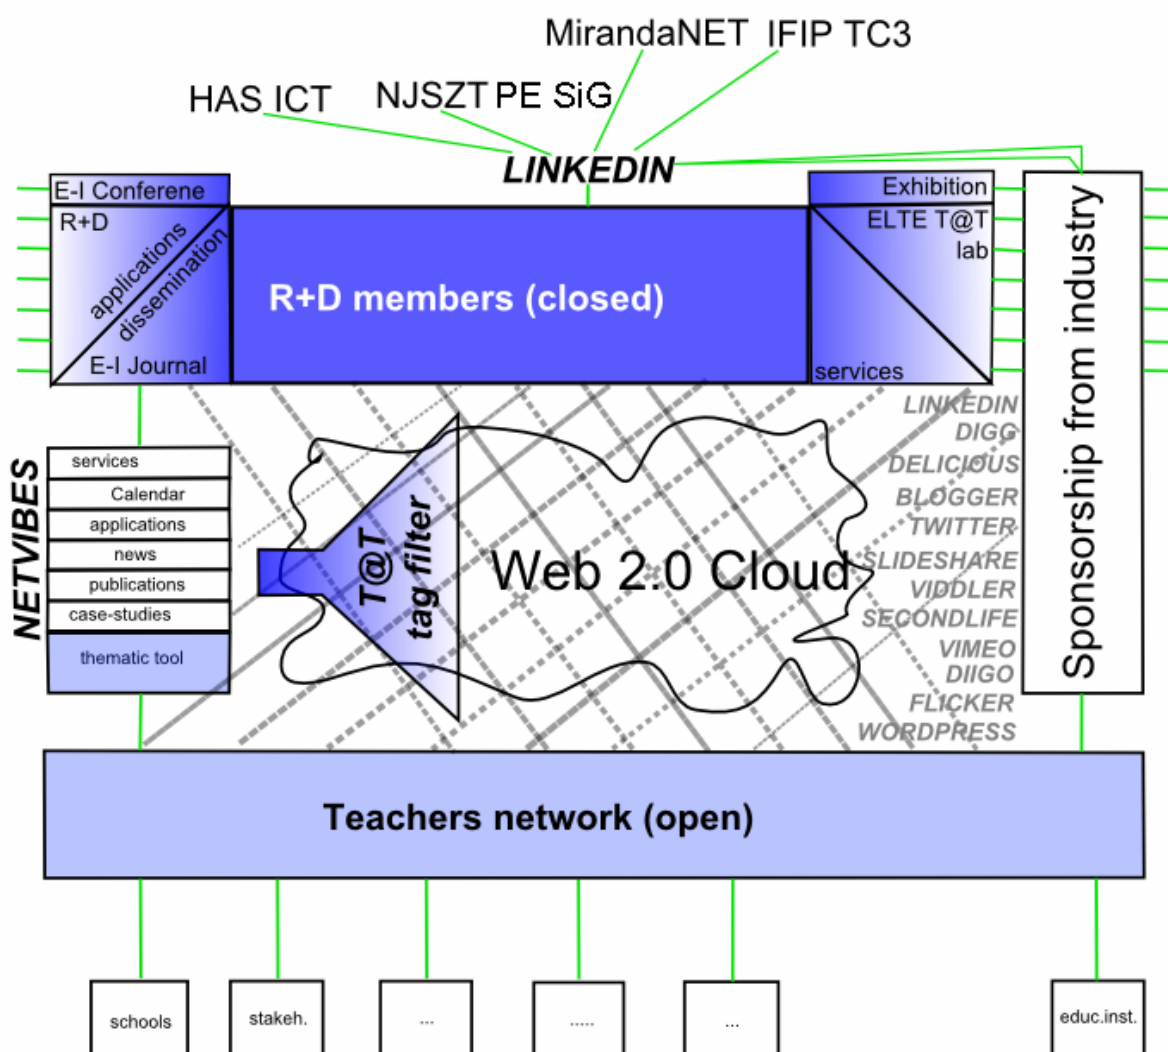 MirandaNET IFIP TC3
HAS ICT
NJSZT PE SiG
LINKEDIN
E-I Conferene
R+D
applications
dissemination
E-I Journal
R+D members (closed)
Exhibition
ELTE T@T
lab
services
Sponsorship from industry
NETVIBES
services
Calendar
applications
news
publications
case-studies
thematic tool
T@T
tag filter
Web 2.0 Cloud
LINKEDIN
DIGG
DELICIOUS
BLOGGER
TWITTER
SLIDESHARE
VIDDLER
SECONDLIFE
VIMEO
DIIGO
FLICKER
WORDPRESS
Teachers network (open)
schools
stakeh.
...
.....
...
educ.inst.